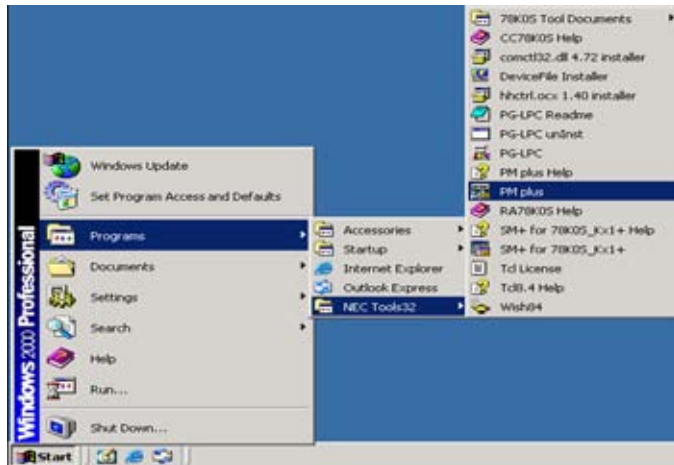 Windows 2000 Professional
Windows Update
Set Program Access and Defaults
Programs
Documents
Settings
Search
Help
Run...
Shut Down...
Start
Accessories
Startup
Internet Explorer
Outlook Express
NEC Tools32
78K0S Tool Documents
CC78K0S Help
comctl32.dll 4.72 installer
DeviceFile Installer
hhctrl.ocx 1.40 installer
PG-LPC Readme
PG-LPC unInst
PG-LPC
PM plus Help
PM plus
RA78K0S Help
SM+ for 78K0S_Kx1+ Help
SM+ for 78K0S_Kx1+
Tcl License
Tcl8.4 Help
Wish84